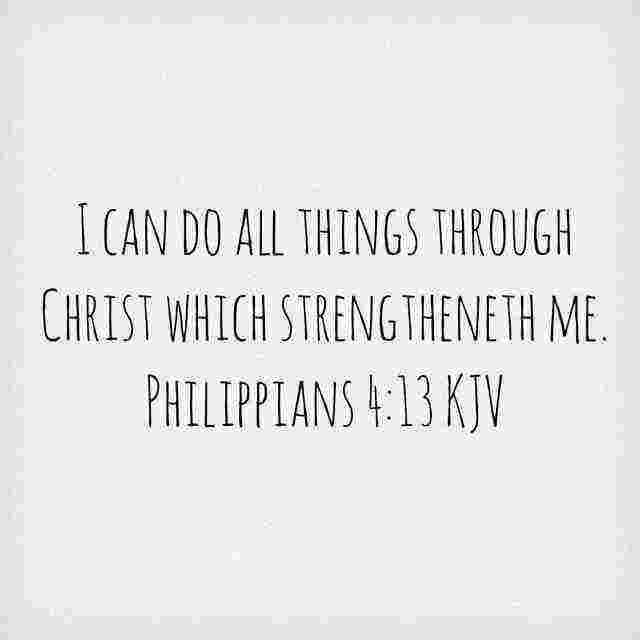 I CAN DO ALL THINGS THROUGH
CHRIST WHICH STRENGTHENETH ME.
PHILIPPIANS 4:13 KJV